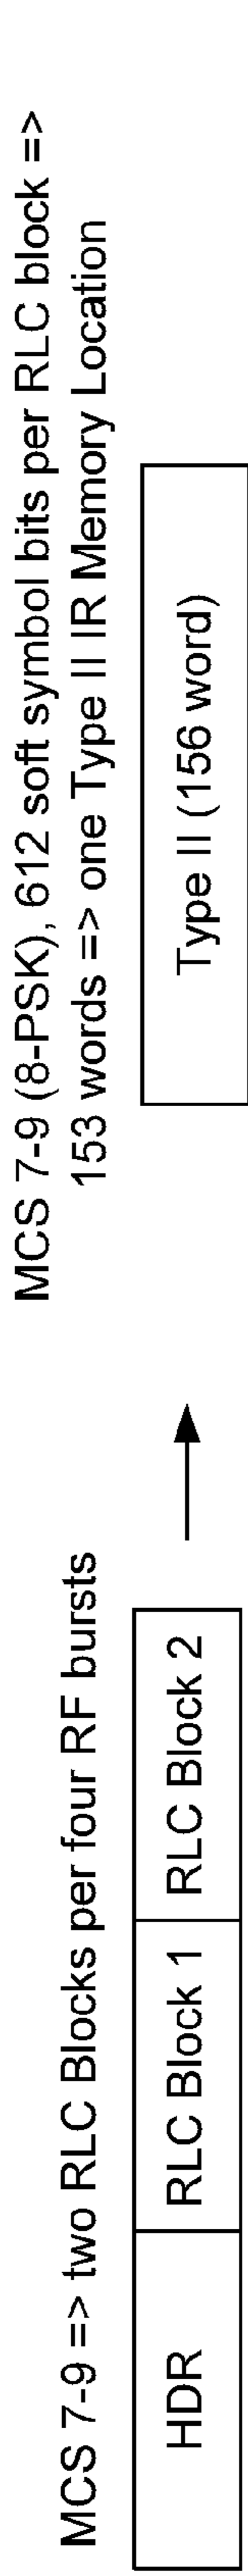 MCS 7-9 => two RLC Blocks per four RF bursts
HDR
RLC Block 1
RLC Block 2
MCS 7-9 (8-PSK), 612 soft symbol bits per RLC block =>
153 words => one Type II IR Memory Location
Type II (156 word)